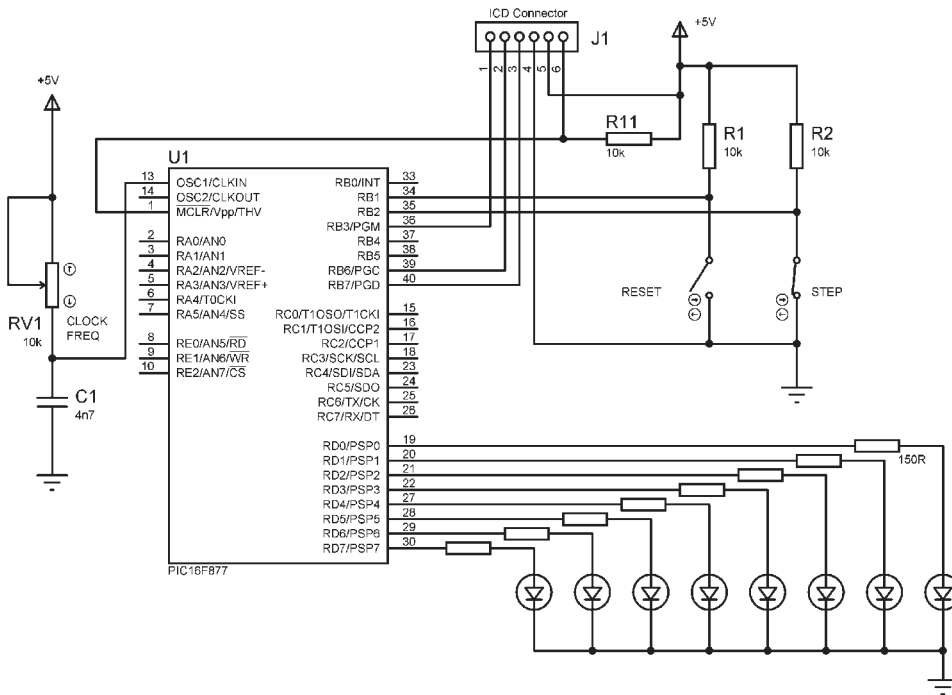 ICD Connector
J1
+5V
1
2
3
4
5
6
+5V
R11
10k
R1
10k
R2
10k
U1
13 OSC1/CLKIN
14 OSC2/CLKOUT
1 MCLR/Vpp/THV
2 RA0/AN0
3 RA1/AN1
4 RA2/AN2/VREF-
5 RA3/AN3/VREF+
6 RA4/T0CKI
7 RA5/AN4/SS
8 RE0/AN5/RD
9 RE1/AN6/WR
10 RE2/AN7/CS
RB0/INT 33
RB1 34
RB2 35
RB3/PGM 36
RB4 37
RB5 38
RB6/PGC 39
RB7/PGD 40
RC0/T1OSO/T1CKI 15
RC1/T1OSI/CCP2 16
RC2/CCP1 17
RC3/SCK/SCL 18
RC4/SDI/SDA 23
RC5/SDO 24
RC6/TX/CK 25
RC7/RX/DT 26
RD0/PSP0 19
RD1/PSP1 20
RD2/PSP2 21
RD3/PSP3 22
RD4/PSP4 27
RD5/PSP5 28
RD6/PSP6 29
RD7/PSP7 30
PIC16F877
RV1
10k
CLOCK
FREQ
C1
4n7
RESET
STEP
150R